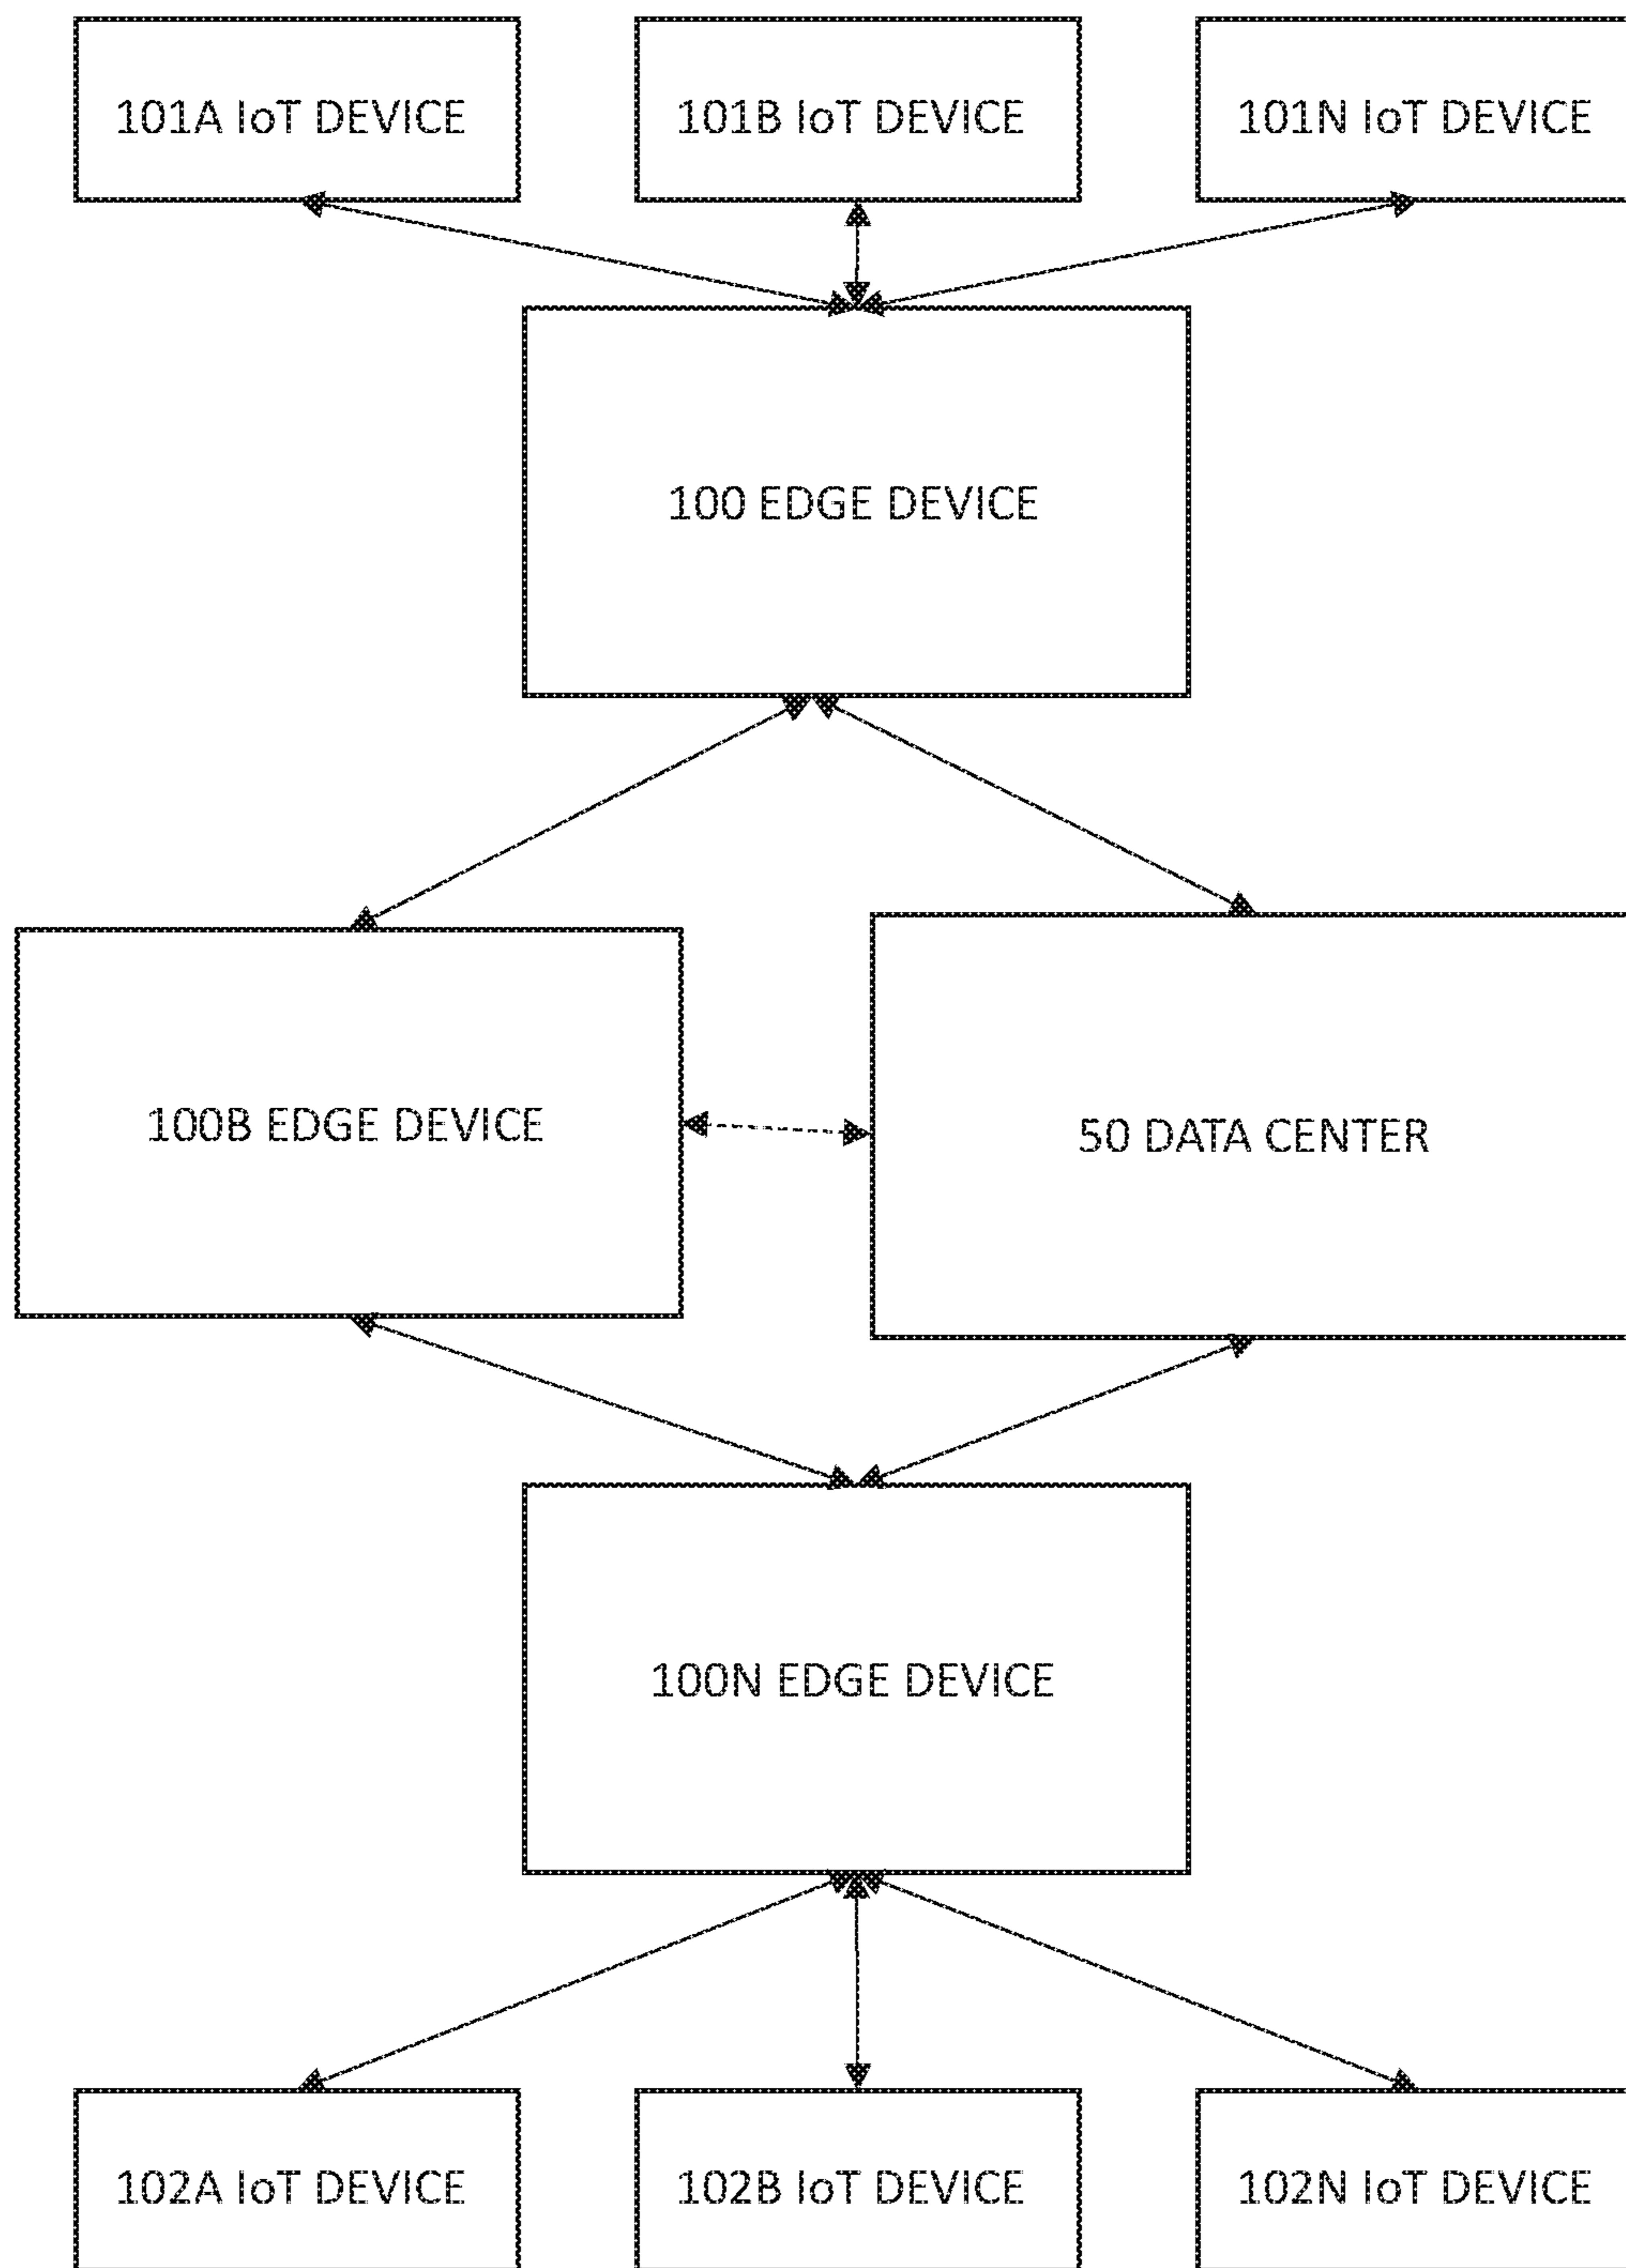 101A IoT DEVICE
101B IoT DEVICE
101N IoT DEVICE
100 EDGE DEVICE
100B EDGE DEVICE
50 DATA CENTER
100N EDGE DEVICE
102A IoT DEVICE
102B IoT DEVICE
102N IoT DEVICE